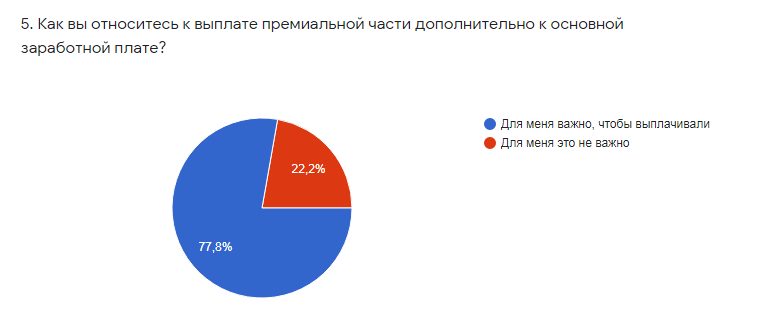 5. Как вы относитесь к выплате премиальной части дополнительно к основной
заработной плате?
Для меня важно, чтобы выплачивали
Для меня это не важно
22,2%
77,8%